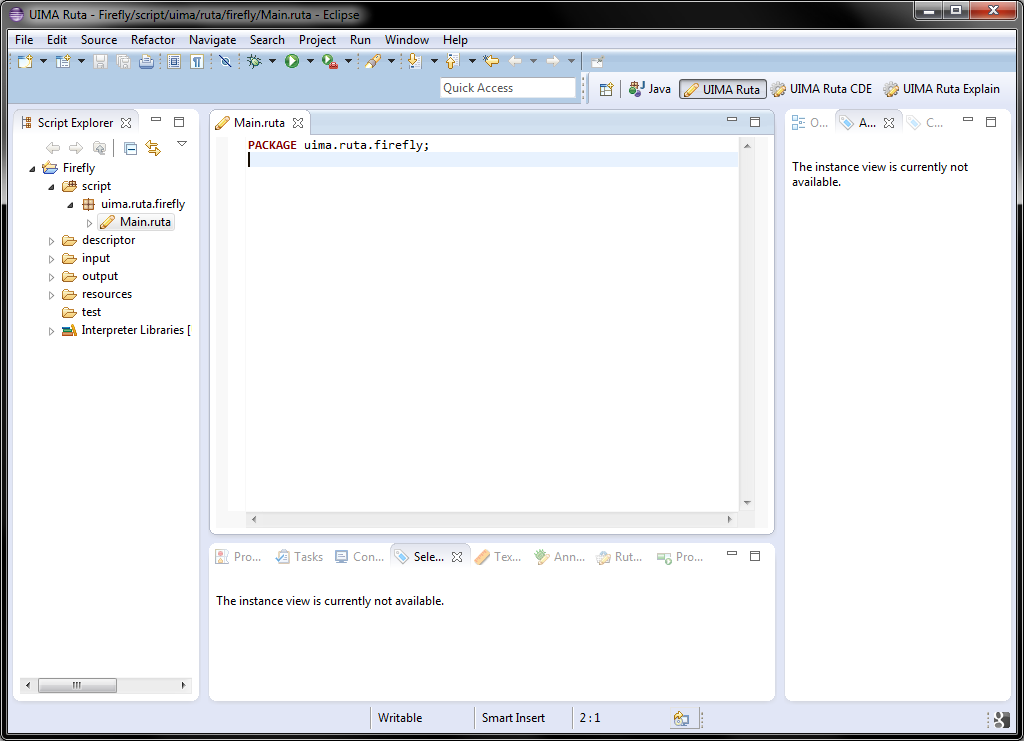 UIMA Ruta - Firefly/script/uima/ruta/firefly/Main.ruta - Eclipse
File Edit Source Refactor Navigate Search Project Run Window Help
Quick Access
Java UIMA Ruta UIMA Ruta CDE UIMA Ruta Explain
Script Explorer
Firefly
script
uima.ruta.firefly
Main.ruta
descriptor
input
output
resources
test
Interpreter Libraries [
Main.ruta
PACKAGE uima.ruta.firefly;
O... A... C...
The instance view is currently not
available.
Pro... Tasks Con... Sele... Tex... Ann... Rut... Pro...
The instance view is currently not available.
Writable Smart Insert 2 : 1